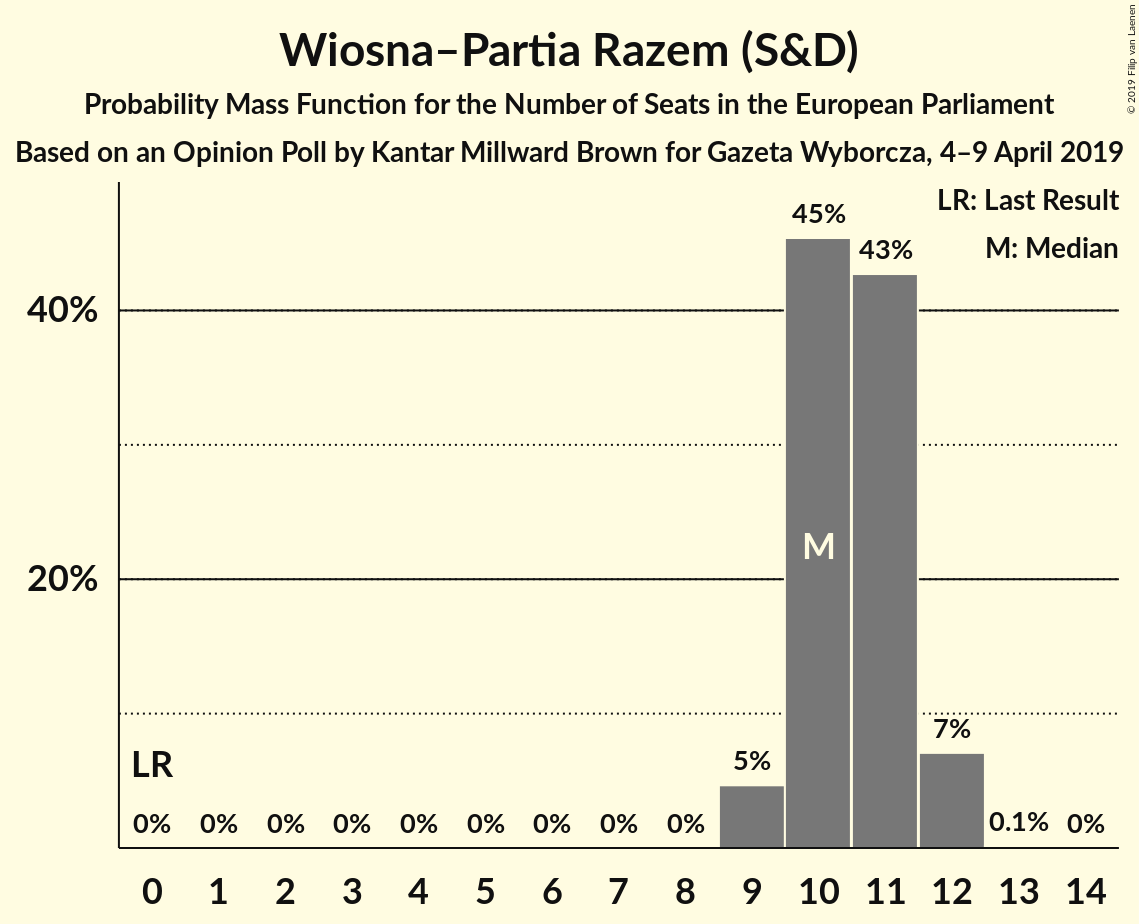 Wiosna–Partia Razem (S&D)
Probability Mass Function for the Number of Seats in the European Parliament
Based on an Opinion Poll by Kantar Millward Brown for Gazeta Wyborcza, 4–9 April 2019
© 2019 Filip van Laenen
LR: Last Result
M: Median
45%
43%
40%
M
20%
7%
5%
LR
0% 0% 0% 0% 0% 0% 0% 0% 0% 0.1% 0%
0 1 2 3 4 5 6 7 8 9 10 11 12 13 14